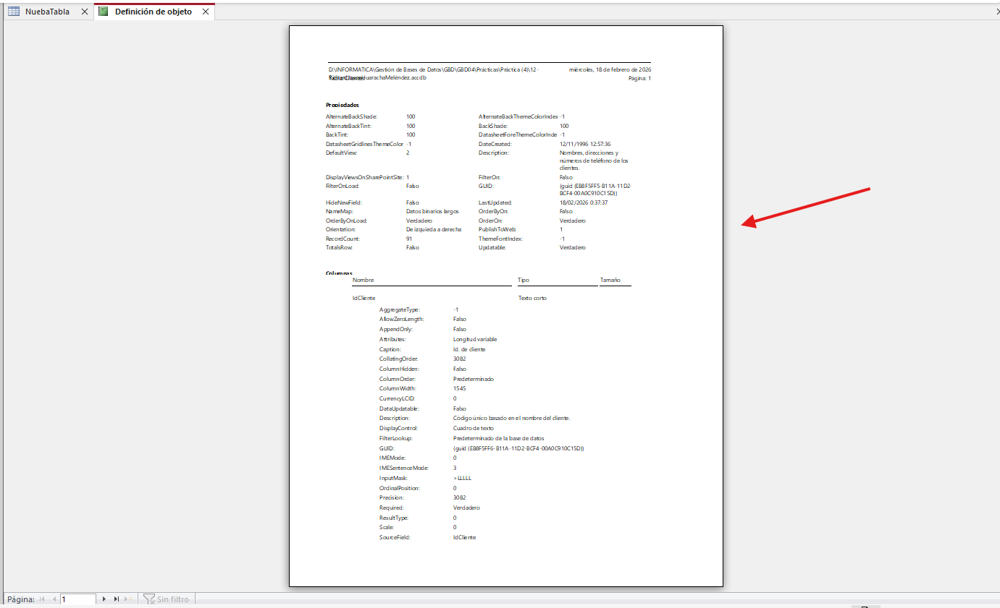 NuebaTabla Definición de objeto
D:\INFORMATICA\Gestión de Bases de Datos\GBD\GBD04\Prácticas\Práctica (4)\12- miércoles, 18 de febrero de 2026
HuarachaMeléndez.accdb Página: 1
Propiedades
AlternateBackShade: 100 AlternateBackThemeColorIndex -1
AlternateBackTint: 100 BackShade: 100
BackTint: 100 DatasheetForeThemeColorInde -1
DatasheetGridlinesThemeColor -1 DateCreated: 12/11/1996 12:57:36
DefaultView: 2 Description: Nombres, direcciones y
números de teléfono de los
clientes.
DisplayViewsOnSharePointSite: 1 FilterOn: Falso
FilterOnLoad: Falso GUID: {guid {EB8F5FF5-B11A-11D2-
BCF4-00A0C910C15D}}
HideNewField: Falso LastUpdated: 18/02/2026 0:37:37
NameMap: Datos binarios largos OrderByOn: Falso
OrderByOnLoad: Verdadero OrderOn: Verdadero
Orientation: De izquieda a derecha PublishToWeb: 1
RecordCount: 91 ThemeFontIndex: -1
TotalsRow: Falso Updatable: Verdadero
Columnas
Nombre Tipo Tamaño
IdCliente Texto corto
AggregateType: -1
AllowZeroLength: Falso
AppendOnly: Falso
Attributes: Longitud variable
Caption: Id. de cliente
CollatingOrder: 3082
ColumnHidden: Falso
ColumnOrder: Predeterminado
ColumnWidth: 1545
CurrencyLCID: 0
DataUpdatable: Falso
Description: Código único basado en el nombre del cliente.
DisplayControl: Cuadro de texto
FilterLookup: Predeterminado de la base de datos
GUID: {guid {EB8F5FF6-B11A-11D2-BCF4-00A0C910C15D}}
IMEMode: 0
IMESentenceMode: 3
InputMask: >LLLLL
OrdinalPosition: 0
Precision: 3082
Required: Verdadero
ResultType: 0
Scale: 0
SourceField: IdCliente
Página: 1 Sin filtro